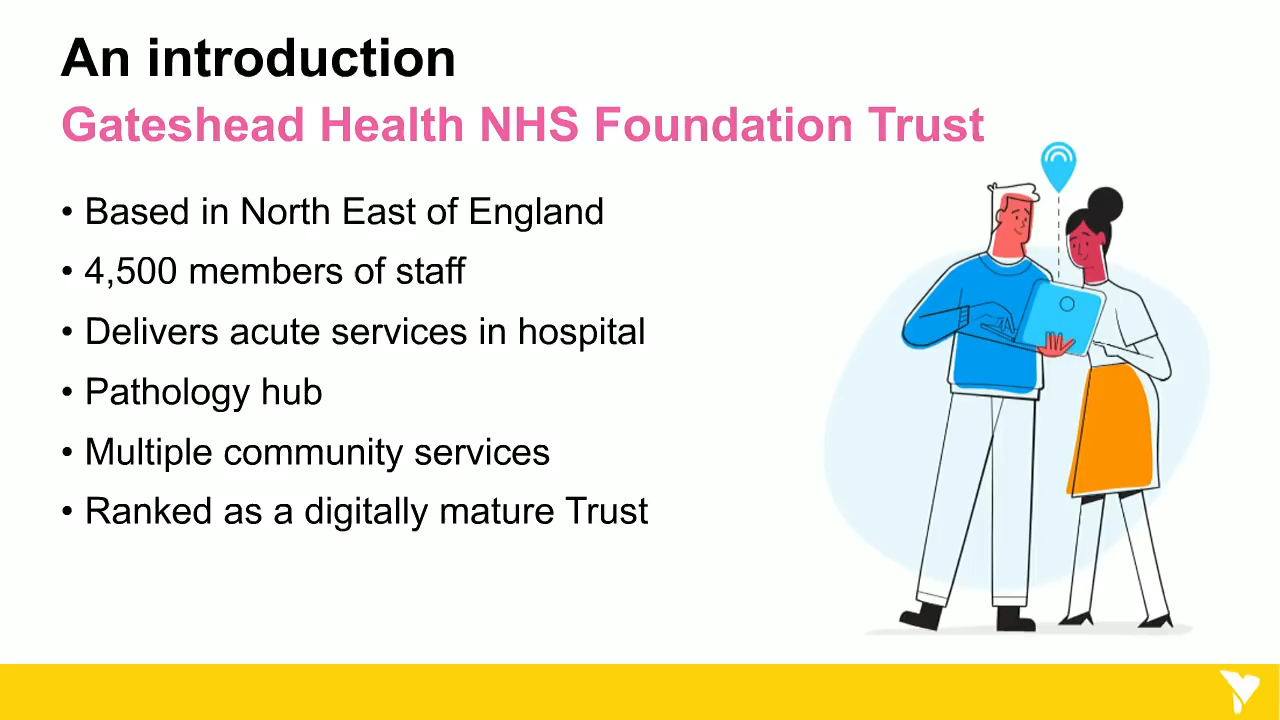 An introduction
Gateshead Health NHS Foundation Trust
• Based in North East of England
• 4,500 members of staff
• Delivers acute services in hospital
• Pathology hub
• Multiple community services
• Ranked as a digitally mature Trust